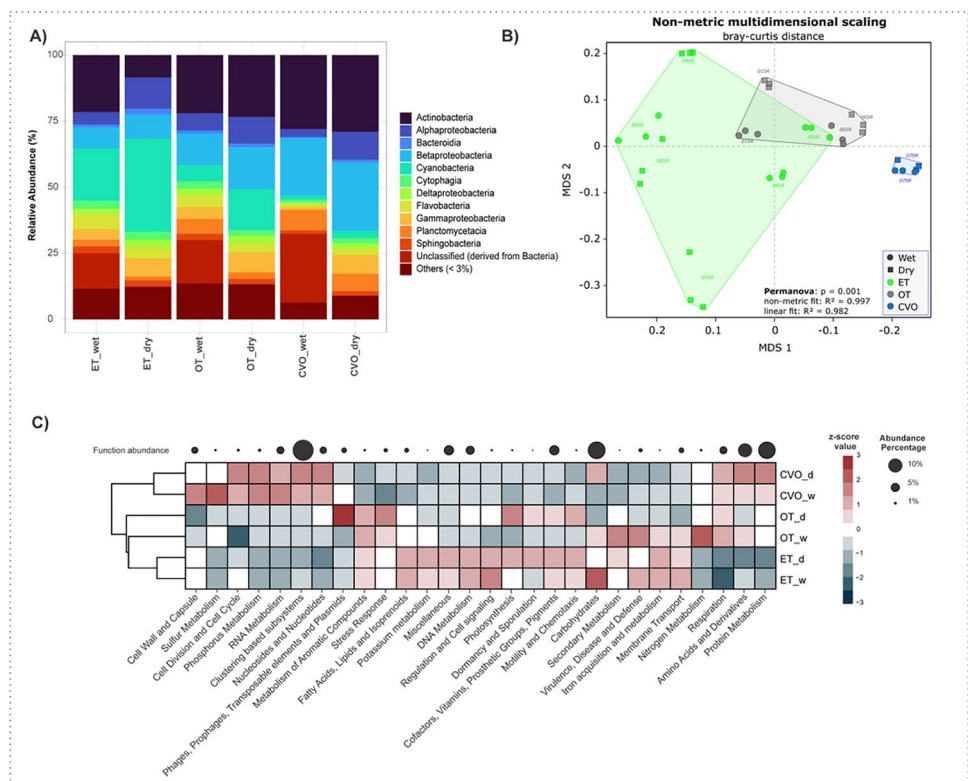 A)
100
75
50
25
0
Relative Abundance (%)
ET_wet
ET_dry
OT_wet
OT_dry
CVO_wet
CVO_dry
Actinobacteria
Alphaproteobacteria
Bacteroidia
Betaproteobacteria
Cyanobacteria
Cytophagia
Deltaproteobacteria
Flavobacteria
Gammaproteobacteria
Planctomycetacia
Sphingobacteria
Unclassified (derived from Bacteria)
Others (< 3%)
B)
Non-metric multidimensional scaling
bray-curtis distance
0.2
0.1
0
-0.1
-0.2
-0.3
MDS 2
01SR
06SR
01SR
07SR
07SR
Permanova: p = 0.001
non-metric fit: R² = 0.997
linear fit: R² = 0.982
Wet
Dry
ET
OT
CVO
0.2
0.1
0
-0.1
-0.2
MDS 1
C)
Function abundance
CVO_d
CVO_w
OT_d
OT_w
ET_d
ET_w
z-score
value
3
2
1
0
−1
−2
−3
Abundance
Percentage
10%
5%
1%
Cell Wall and Capsule
Sulfur Metabolism
Cell Division and Cell Cycle
Phosphorus Metabolism
RNA Metabolism
Clustering based subsystems
Nucleosides and Nucleotides
Phages, Prophages, Transposable elements and Plasmids
Metabolism of Aromatic Compounds
Stress Response
Fatty Acids, Lipids and Isoprenoids
Potassium metabolism
Miscellaneous
DNA Metabolism
Regulation and Cell signaling
Photosynthesis
Dormancy and Sporulation
Cofactors, Vitamins, Prosthetic Groups, Pigments
Motility and Chemotaxis
Carbohydrates
Secondary Metabolism
Virulence, Disease and Defense
Iron acquisition and metabolism
Membrane Transport
Nitrogen Metabolism
Respiration
Amino Acids and Derivatives
Protein Metabolism